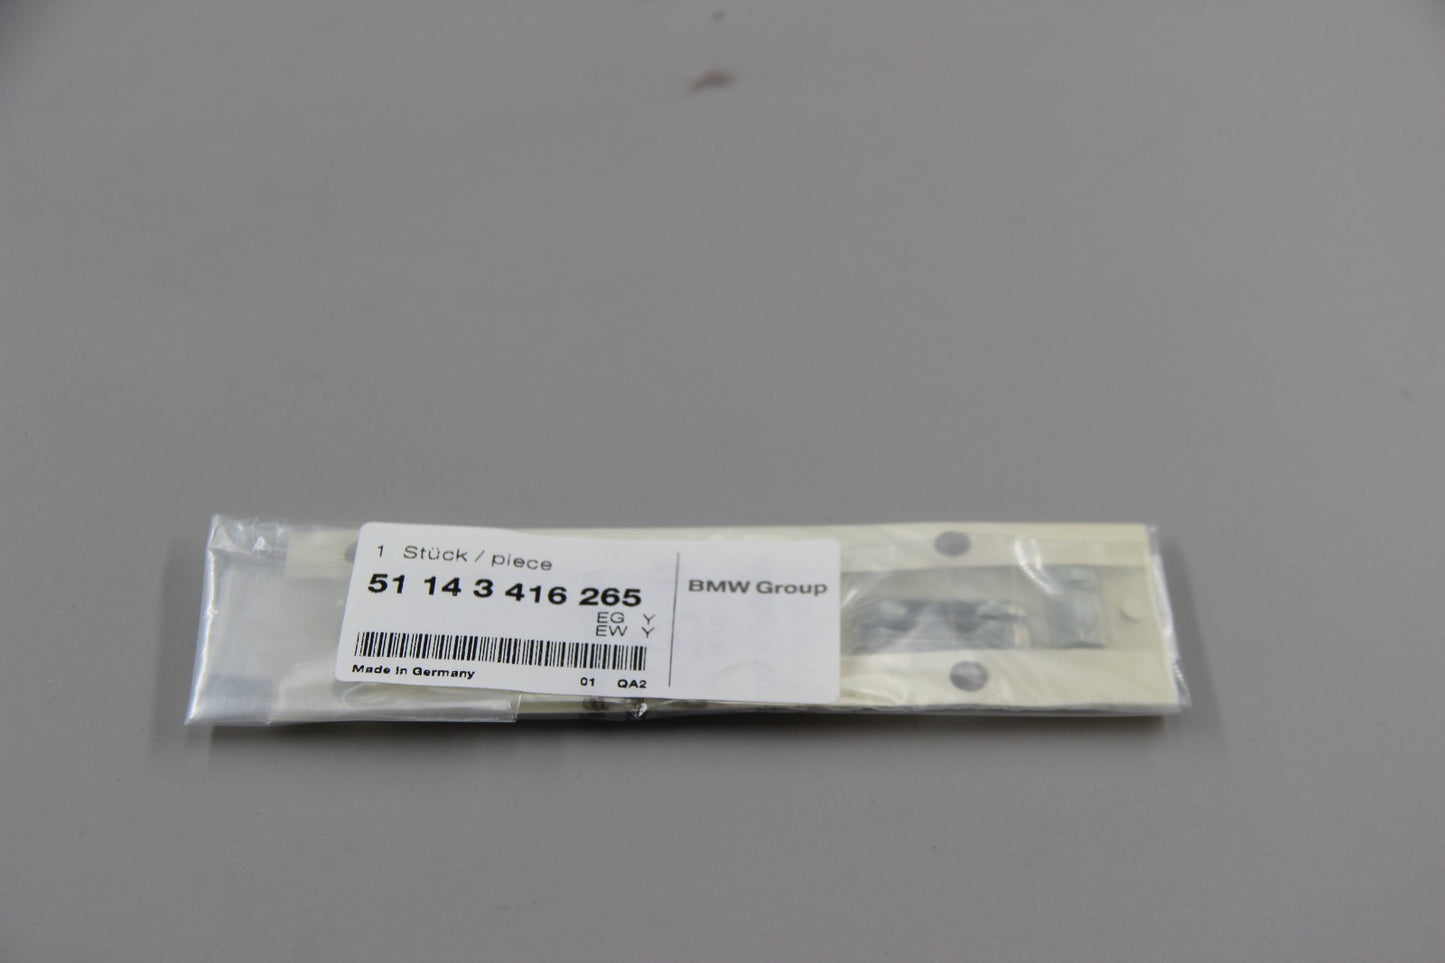 1 Stück / piece
51 14 3 416 265
EG Y
EW Y
Made in Germany
01 QA2
BMW Group